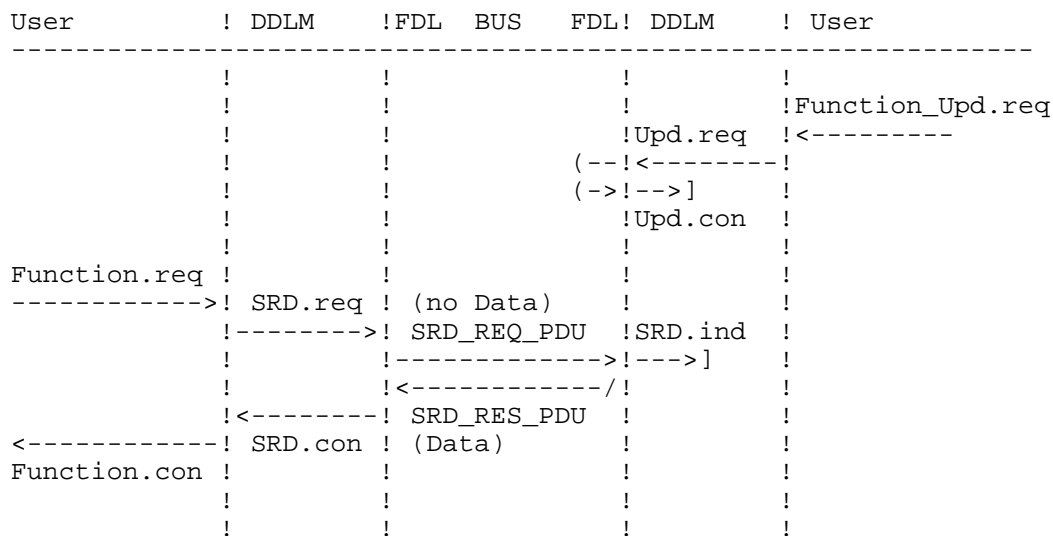 User          ! DDLM    !FDL  BUS   FDL! DDLM    ! User
----------------------------------------------------------------
              !         !              !         !
              !         !              !         !Function_Upd.req
              !         !              !Upd.req  !<---------
              !         !           (--!<--------!
              !         !           (->!-->]     !
              !         !              !Upd.con  !
              !         !              !         !
Function.req !         !              !         !
------------>! SRD.req ! (no Data)    !         !
              !-------->! SRD_REQ_PDU  !SRD.ind  !
              !         !------------->!--->]    !
              !         !<------------/!         !
              !<--------! SRD_RES_PDU  !         !
<------------! SRD.con ! (Data)       !         !
Function.con !         !              !         !
              !         !              !         !
              !         !              !         !